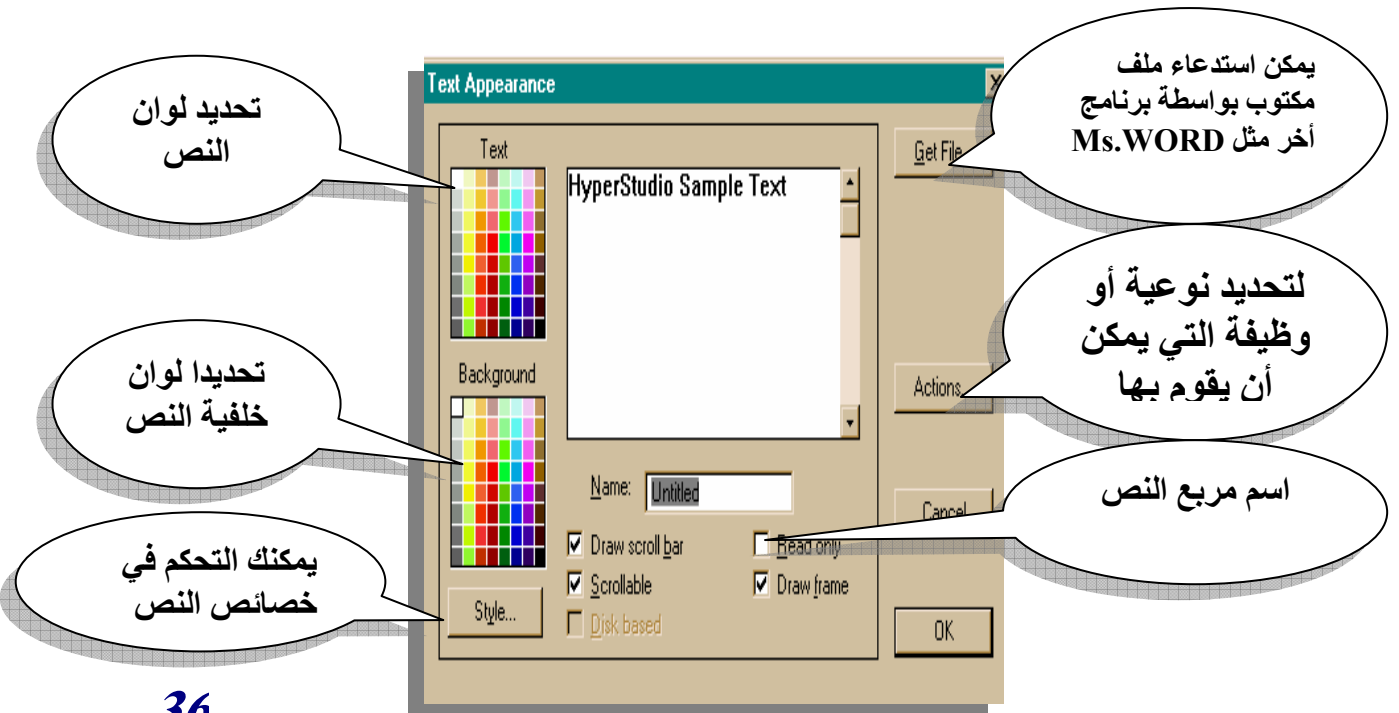 يمكن استدعاء ملف
مكتوب بواسطة برنامج
أخر مثل Ms.WORD
تحديد لوان
النص
Text Appearance
Text
HyperStudio Sample Text
Get File
لتحديد نوعية أو
وظيفة التي يمكن
أن يقوم بها
تحديدا لوان
خلفية النص
Background
Actions...
Name: Untitled
اسم مربع النص
Cancel
Draw scroll bar
Read only
يمكنك التحكم في
خصائص النص
Scrollable
Draw frame
Style...
Disk based
OK
36